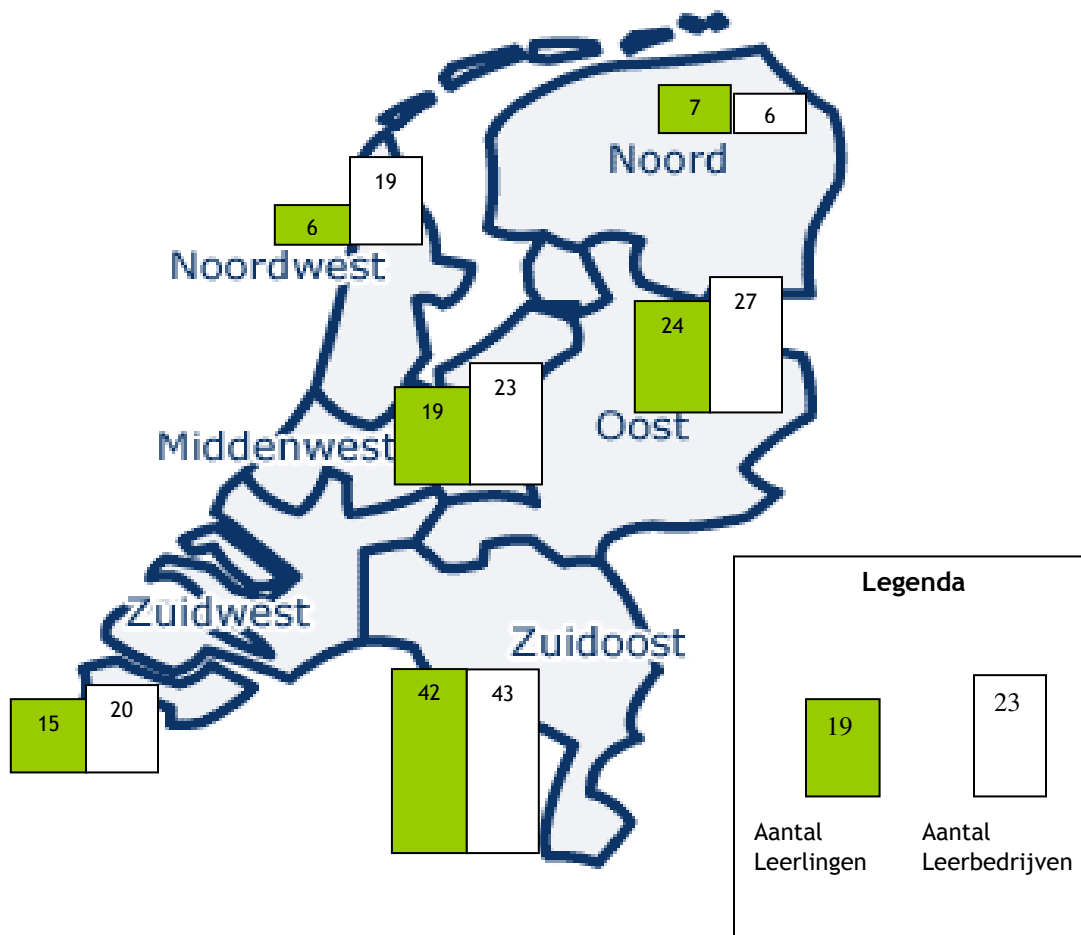 7
6
Noord
19
6
Noordwest
24
27
Oost
19
23
Middenwest
Zuidwest
Zuidoost
15
20
42
43
Legenda
19
23
Aantal
Leerlingen
Aantal
Leerbedrijven